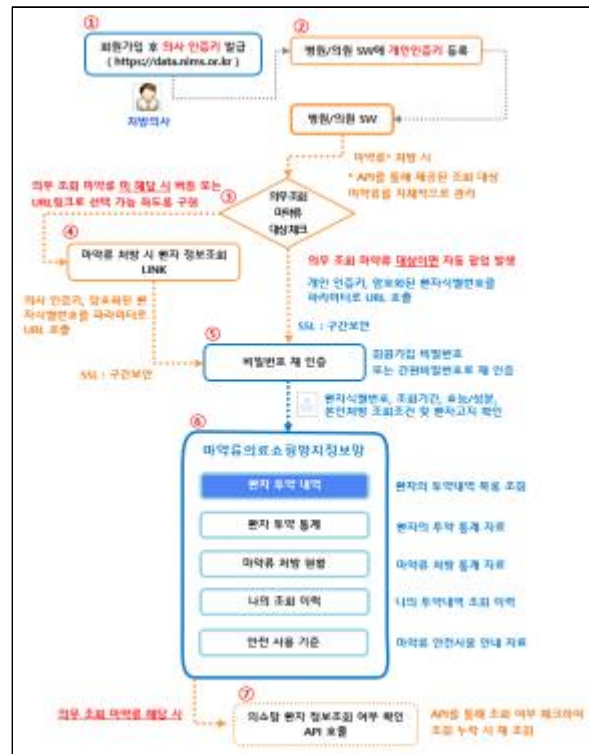 ①
회원가입 후 의사 인증키 발급
( https://data.nims.or.kr )
처방의사
②
병원/의원 SW에 개인인증키 등록
병원/의원 SW
마약류* 처방 시
* API를 통해 제공된 조회 대상
마약류를 자체적으로 관리
의무 조회 마약류 미 해당 시 버튼 또는
URL링크로 선택 가능 하도록 구현
③
의무조회
마약류
대상체크
④
마약류 처방 시 환자 정보조회
LINK
의무 조회 마약류 대상이면 자동 팝업 발생
개인 인증키, 암호화된 환자식별번호를
파라미터로 URL 호출
의사 인증키, 암호화된 환
자식별번호를 파라미터로
URL 호출
SSL : 구간보안
SSL : 구간보안
⑤
비밀번호 재 인증
회원가입 비밀번호
또는 간편비밀번호로 재 인증
환자식별번호, 조회기간, 효능/성분,
본인처방 조회조건 및 환자고지 확인
⑥
마약류의료쇼핑방지정보망
환자 투약 내역
환자의 투약내역 목록 조회
환자 투약 통계
환자의 투약 통계 자료
마약류 처방 현황
마약류 처방 통계 자료
나의 조회 이력
나의 투약내역 조회 이력
안전 사용 기준
마약류 안전사용 안내 자료
의무 조회 마약류 해당 시
⑦
의쇼방 환자 정보조회 여부 확인
API 호출
API를 통해 조회 여부 체크하여
조회 누락 시 재 조회